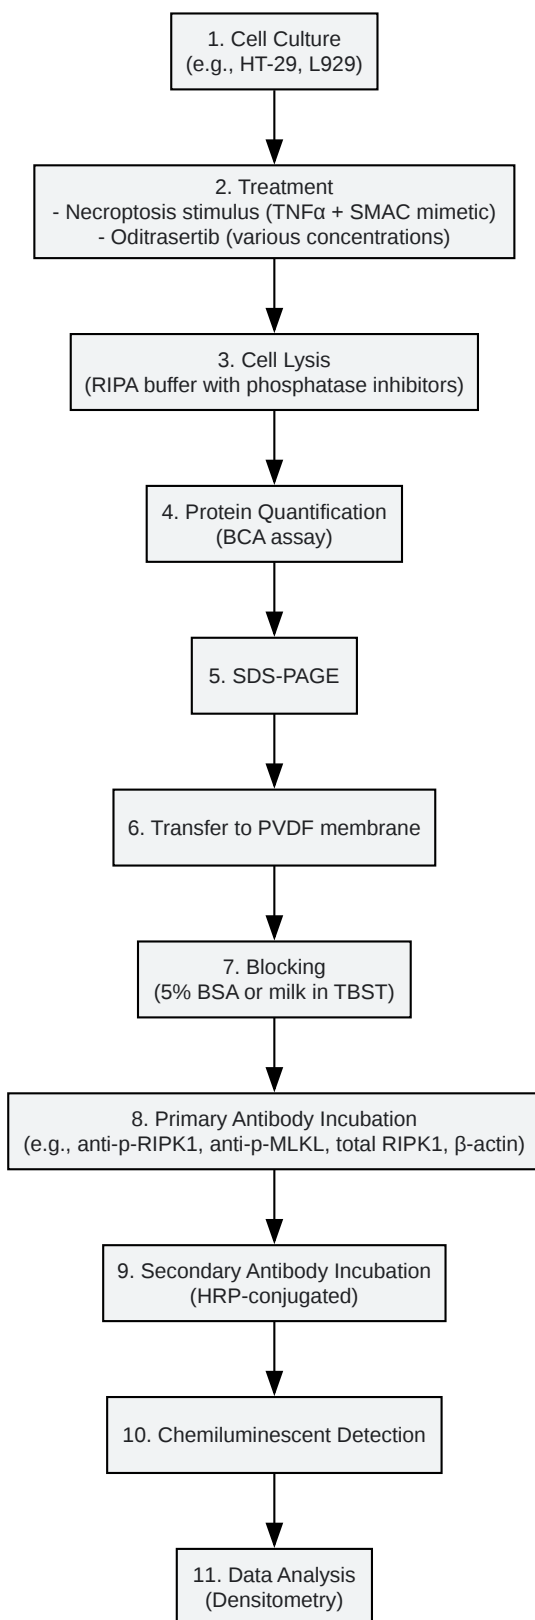 1. Cell Culture
(e.g., HT-29, L929)
2. Treatment
- Necroptosis stimulus (TNFα + SMAC mimetic)
- Oditrasertib (various concentrations)
3. Cell Lysis
(RIPA buffer with phosphatase inhibitors)
4. Protein Quantification
(BCA assay)
5. SDS-PAGE
6. Transfer to PVDF membrane
7. Blocking
(5% BSA or milk in TBST)
8. Primary Antibody Incubation
(e.g., anti-p-RIPK1, anti-p-MLKL, total RIPK1, β-actin)
9. Secondary Antibody Incubation
(HRP-conjugated)
10. Chemiluminescent Detection
11. Data Analysis
(Densitometry)